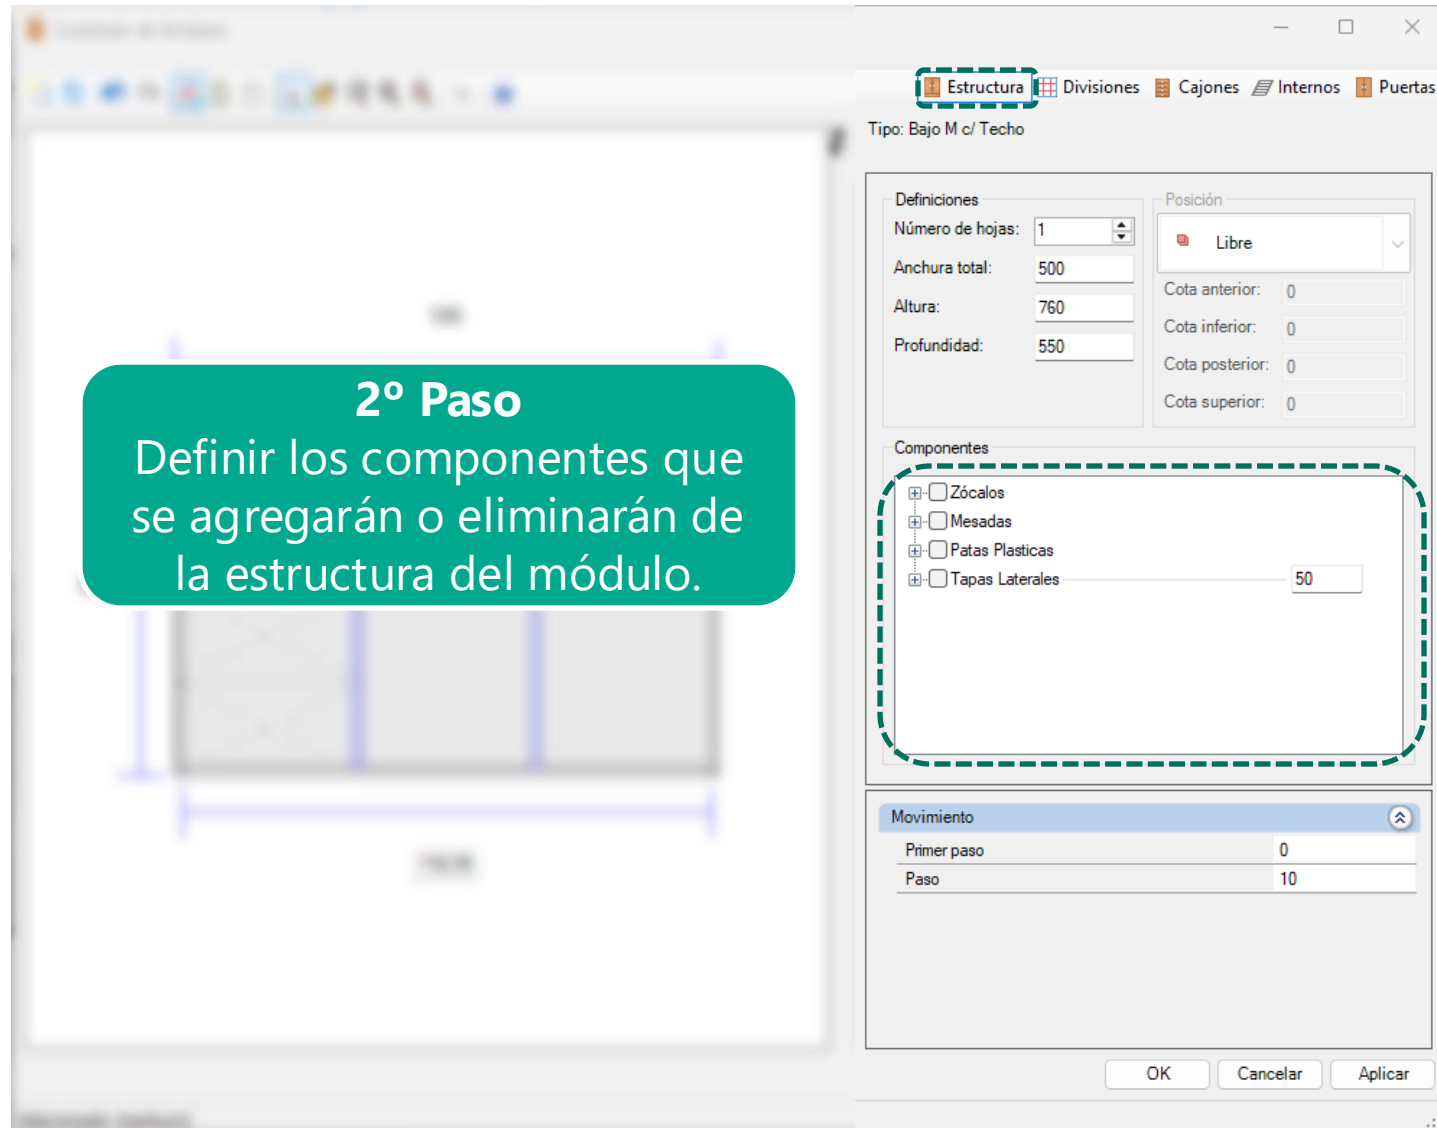 Estructura Divisiones Cajones Internos Puertas
Tipo: Bajo M c/ Techo
Definiciones
Número de hojas: 1
Anchura total: 500
Altura: 760
Profundidad: 550
Posición
Libre
Cota anterior: 0
Cota inferior: 0
Cota posterior: 0
Cota superior: 0
2º Paso
Definir los componentes que
se agregarán o eliminarán de
la estructura del módulo.
Componentes
Zócalos
Mesadas
Patas Plasticas
Tapas Laterales 50
Movimiento
Primer paso 0
Paso 10
OK Cancelar Aplicar